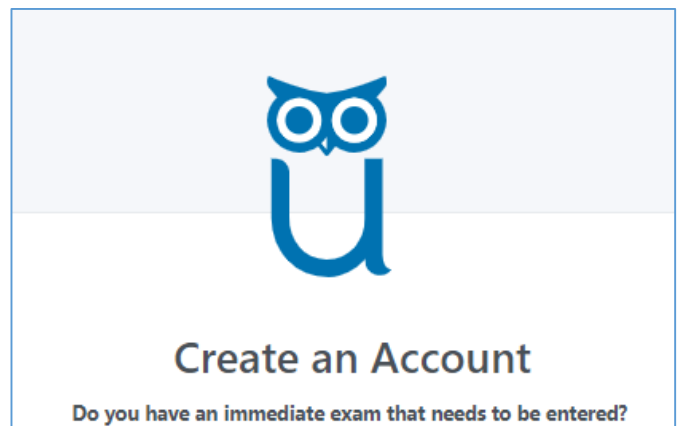 u
Create an Account
Do you have an immediate exam that needs to be entered?